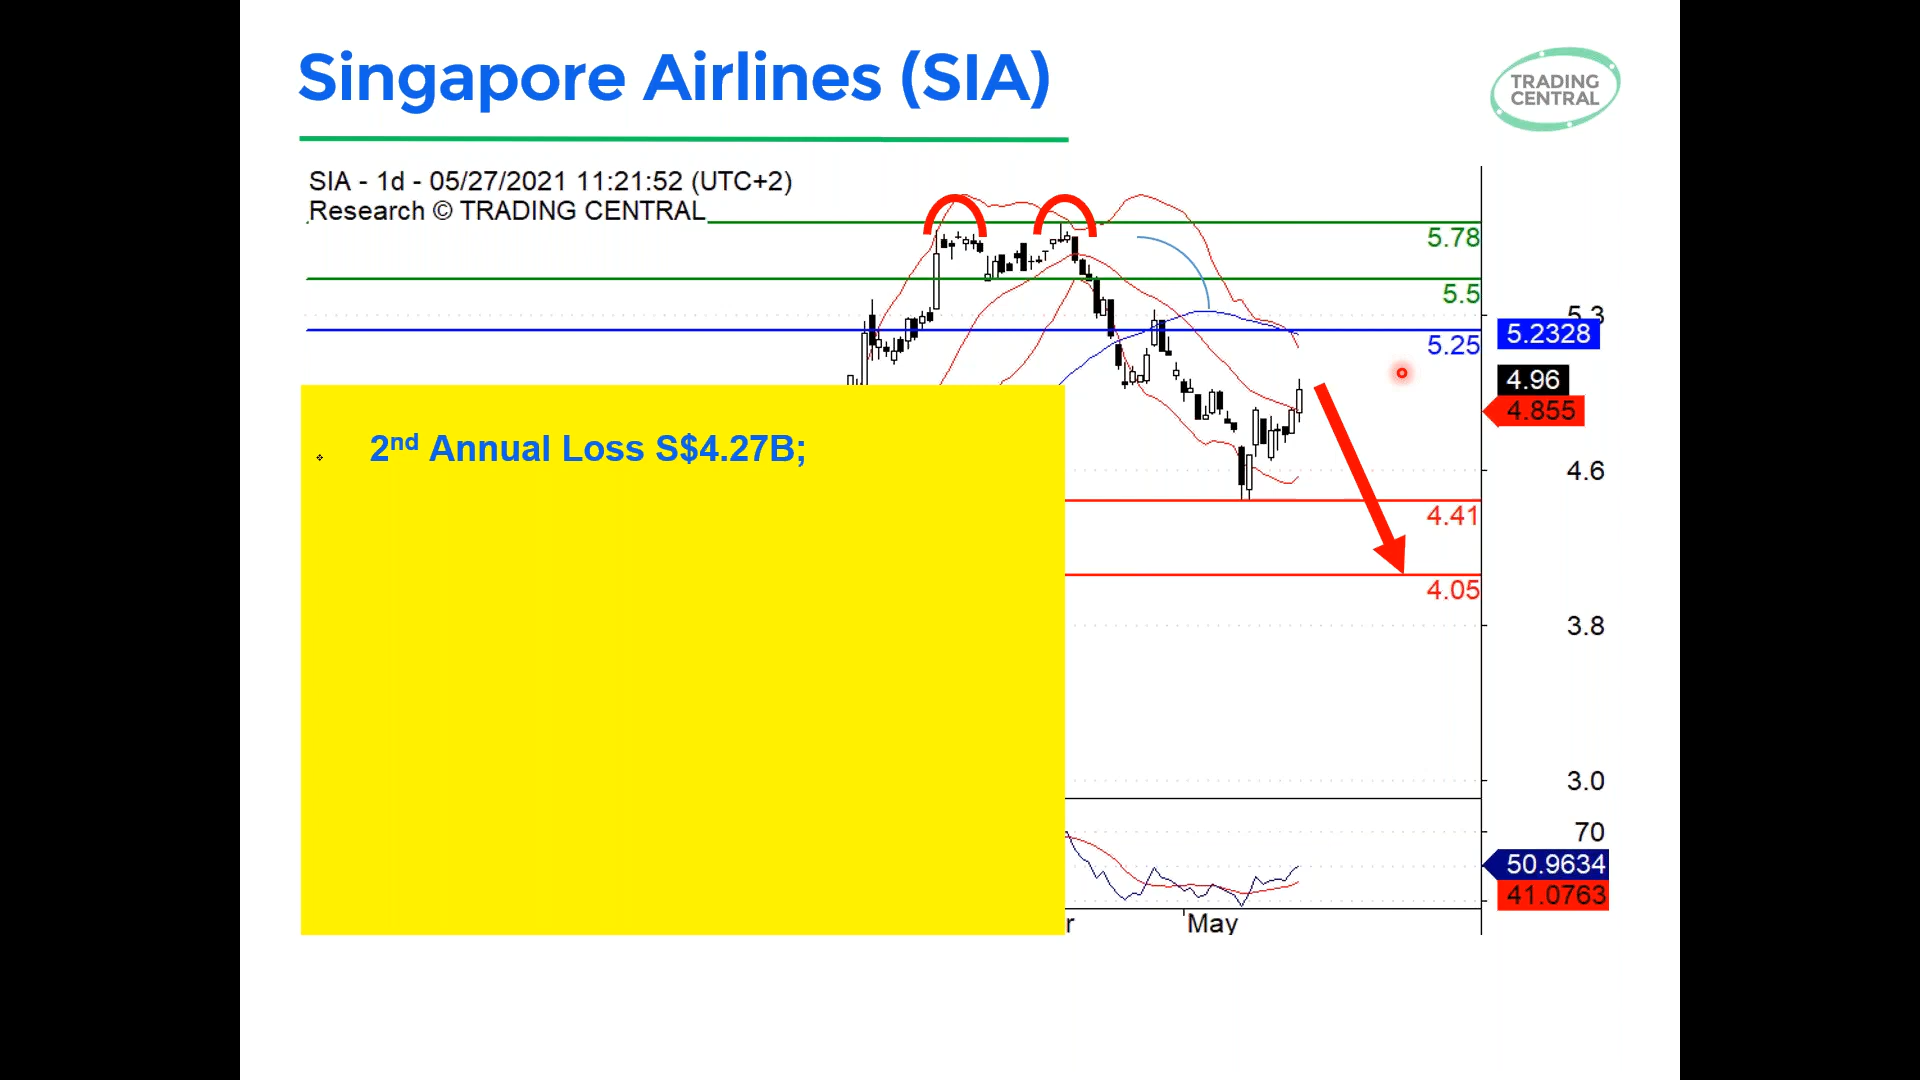 Singapore Airlines (SIA)
TRADING
CENTRAL
SIA - 1d - 05/27/2021 11:21:52 (UTC+2)
Research © TRADING CENTRAL
5.78
5.5
5.3
5.2328
5.25
4.96
4.855
2nd Annual Loss S$4.27B;
4.6
4.41
4.05
3.8
3.0
70
50.9634
41.0763
r
May